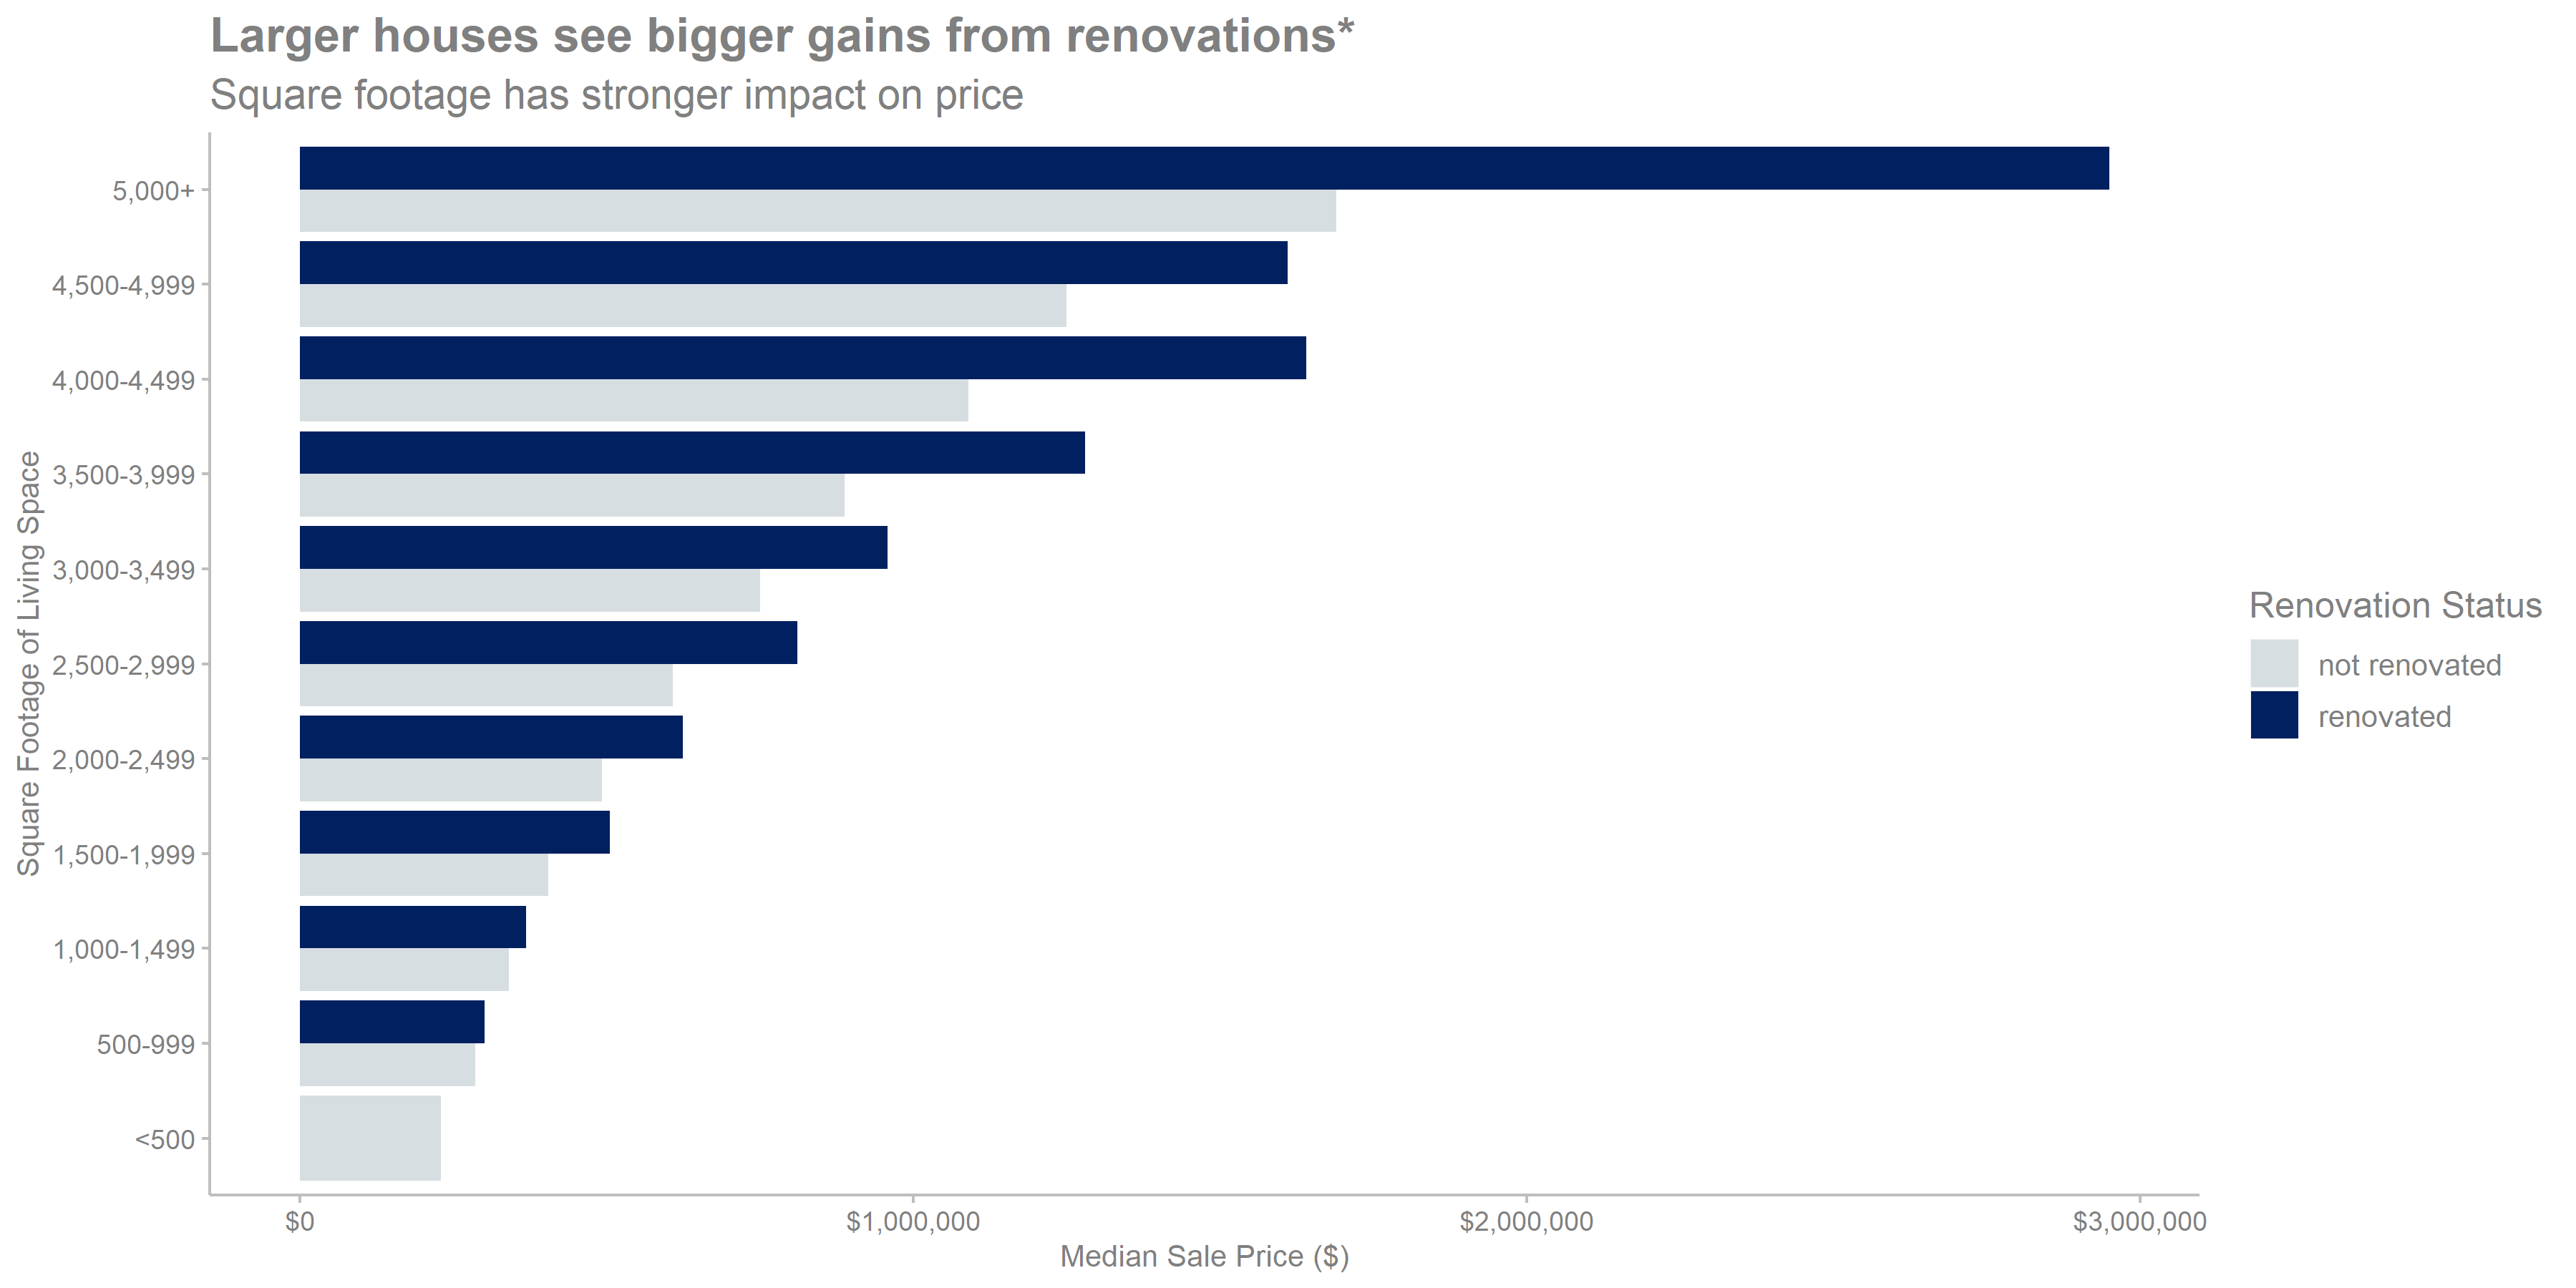 Larger houses see bigger gains from renovations*
Square footage has stronger impact on price
Square Footage of Living Space
5,000+
4,500-4,999
4,000-4,499
3,500-3,999
3,000-3,499
2,500-2,999
2,000-2,499
1,500-1,999
1,000-1,499
500-999
<500
$0
$1,000,000
$2,000,000
$3,000,000
Median Sale Price ($)
Renovation Status
not renovated
renovated